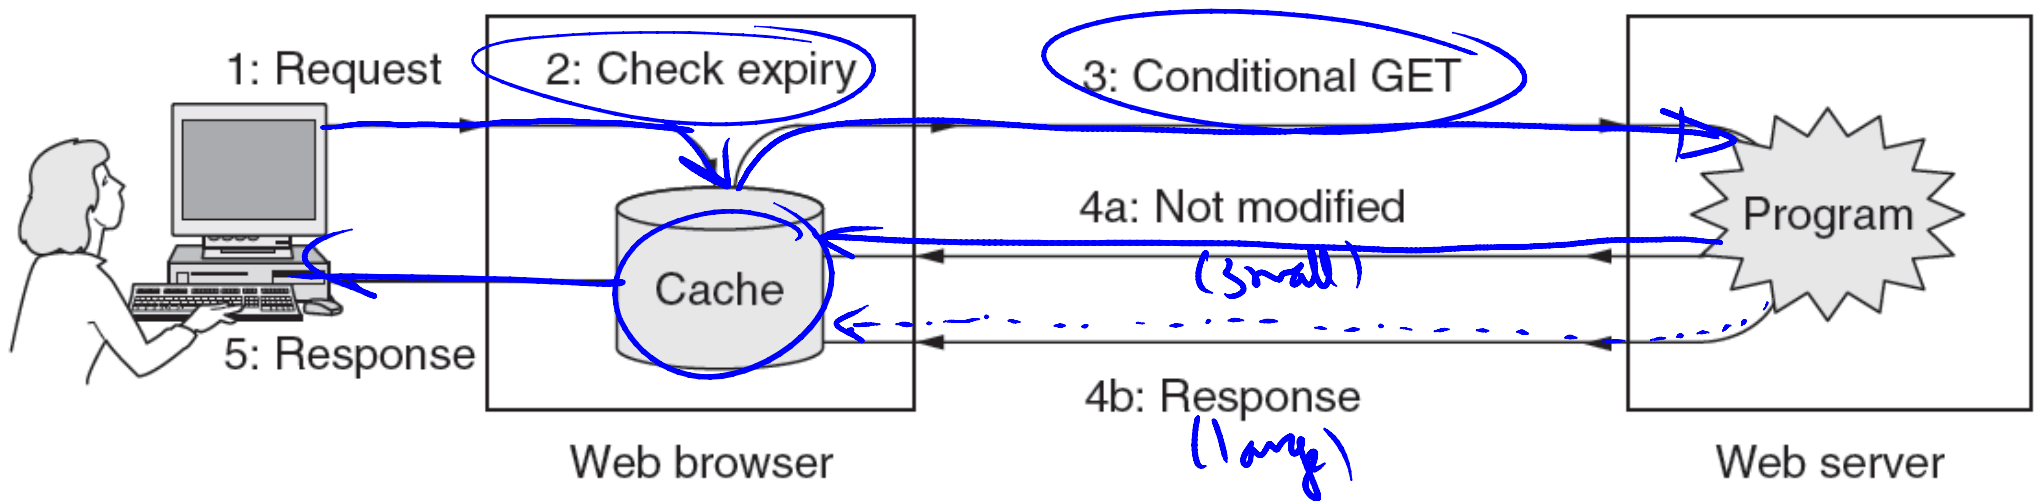 1: Request
2: Check expiry
3: Conditional GET
4a: Not modified
(small)
Program
Cache
5: Response
4b: Response
(large)
Web browser
Web server